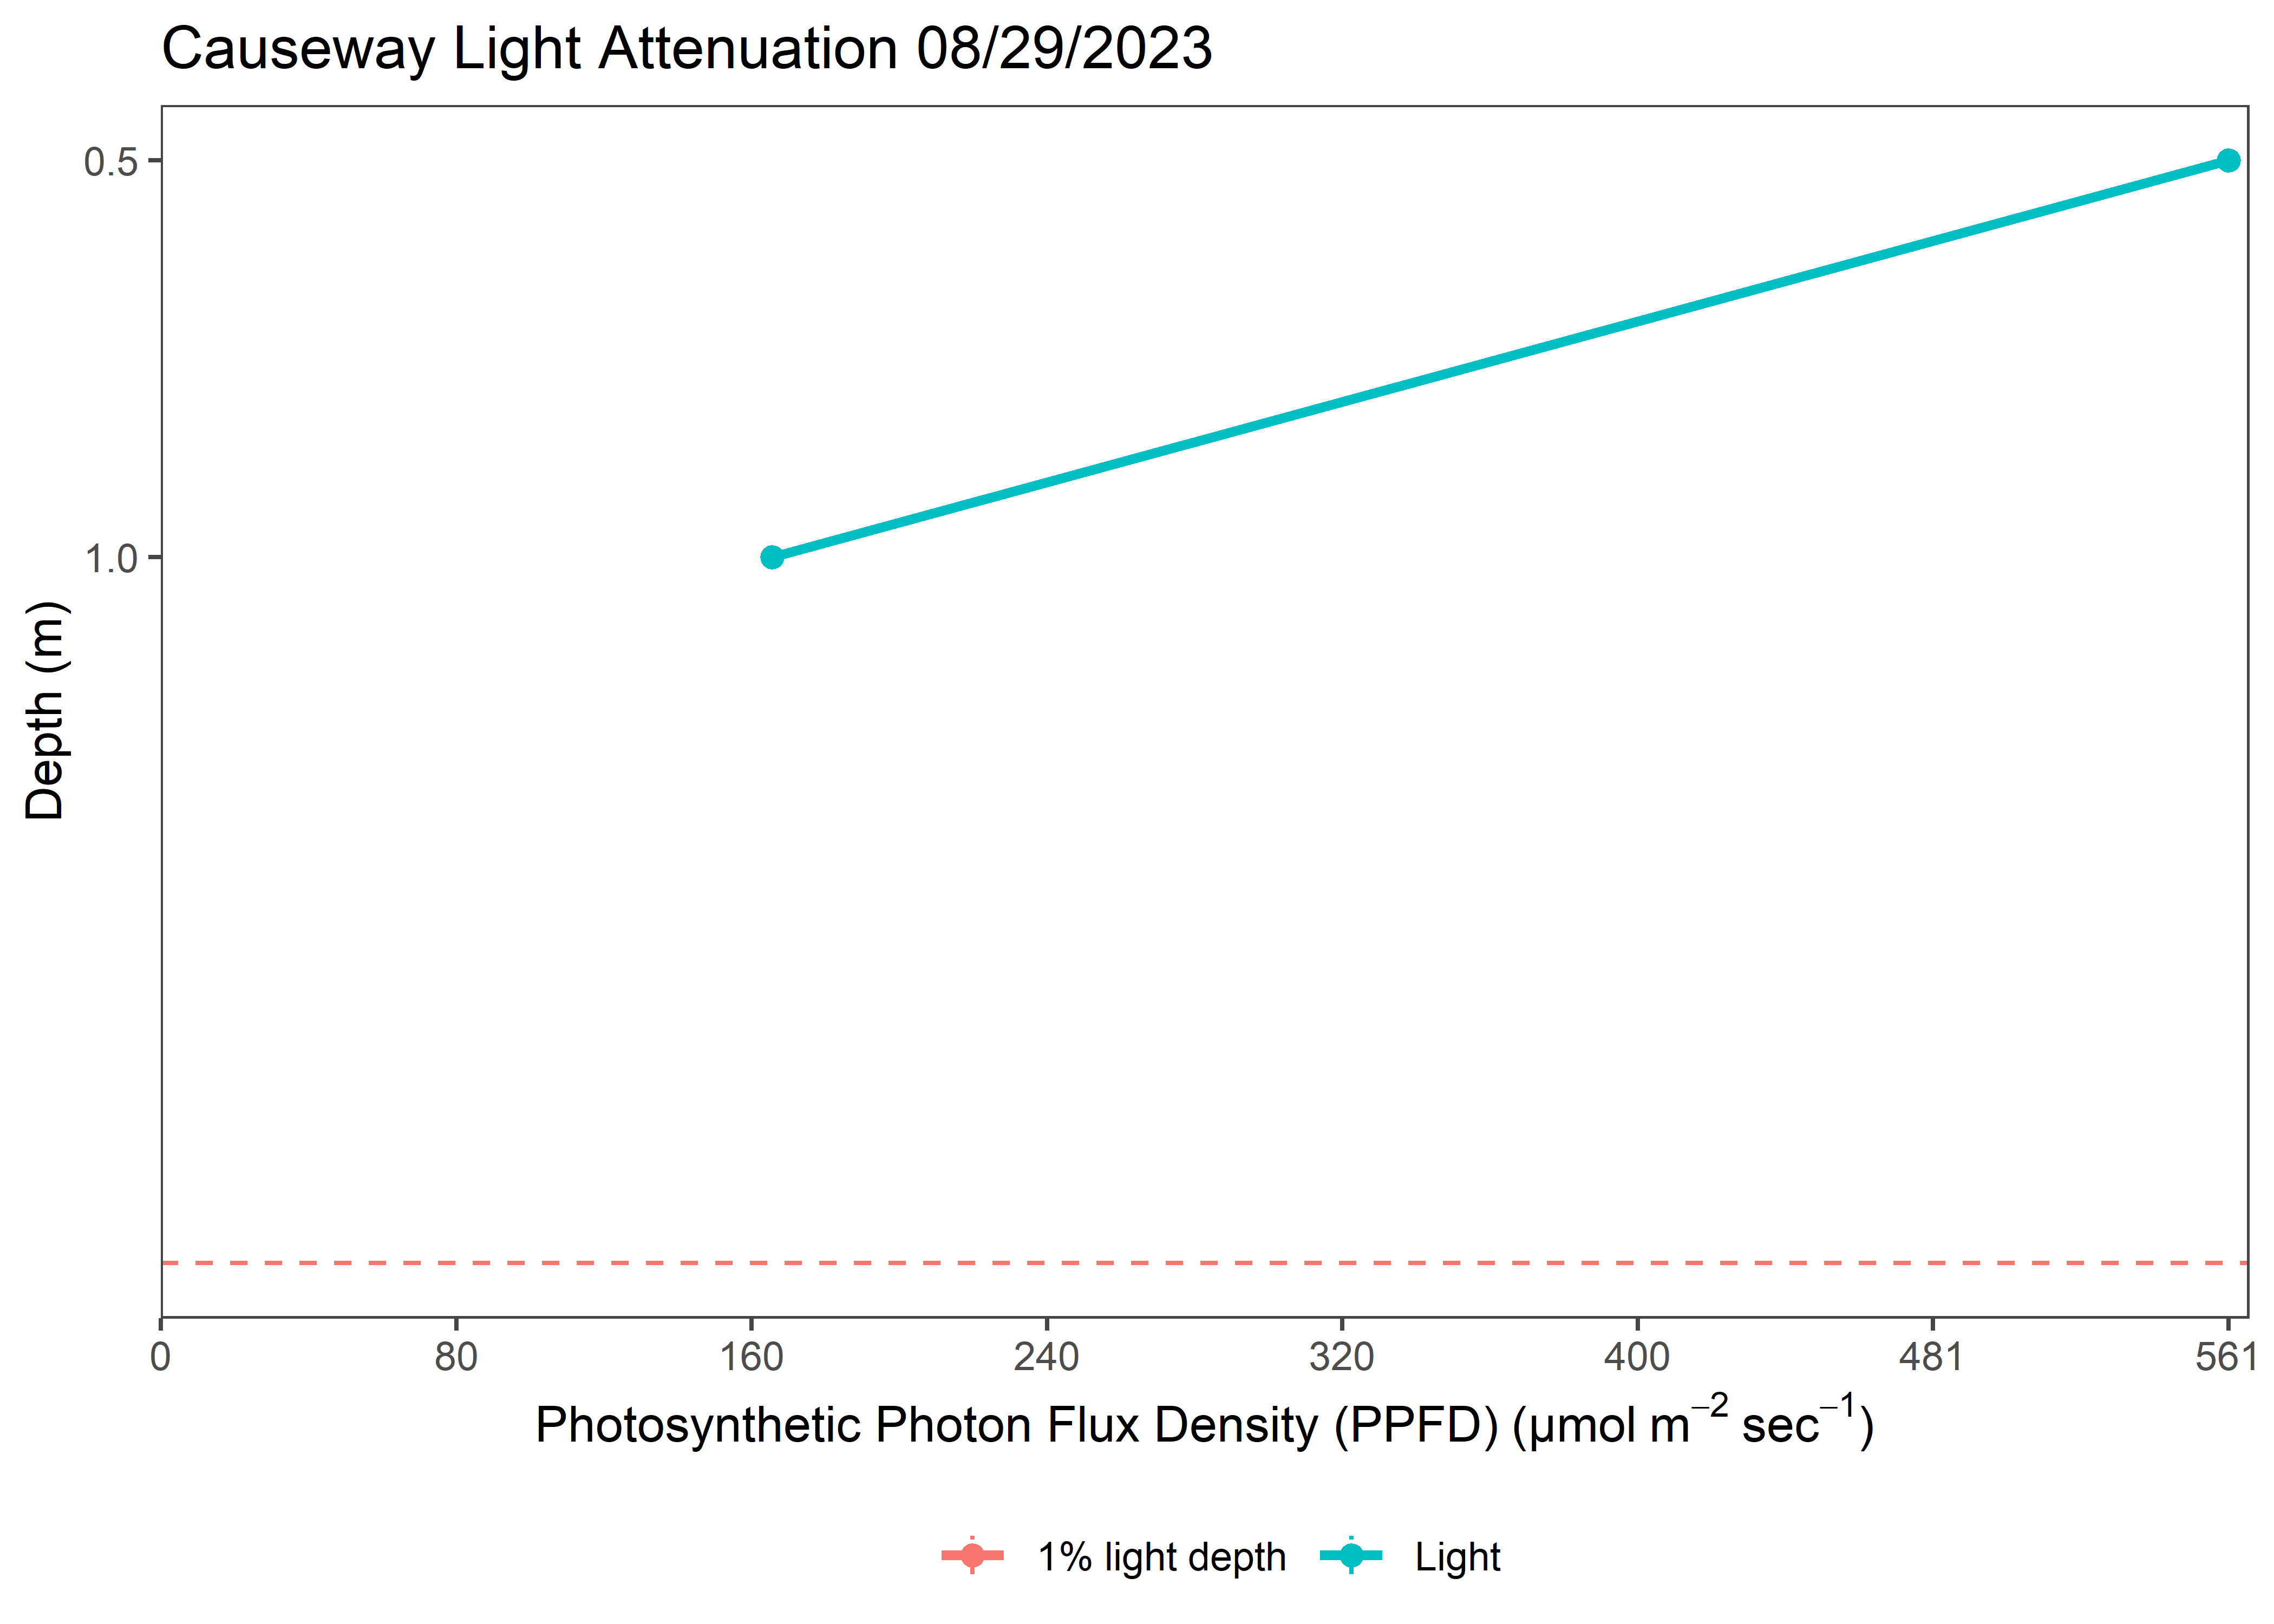 Causeway Light Attenuation 08/29/2023
0.5
1.0
Depth (m)
0 80 160 240 320 400 481 561
Photosynthetic Photon Flux Density (PPFD) (µmol m⁻² sec⁻¹)
1% light depth Light